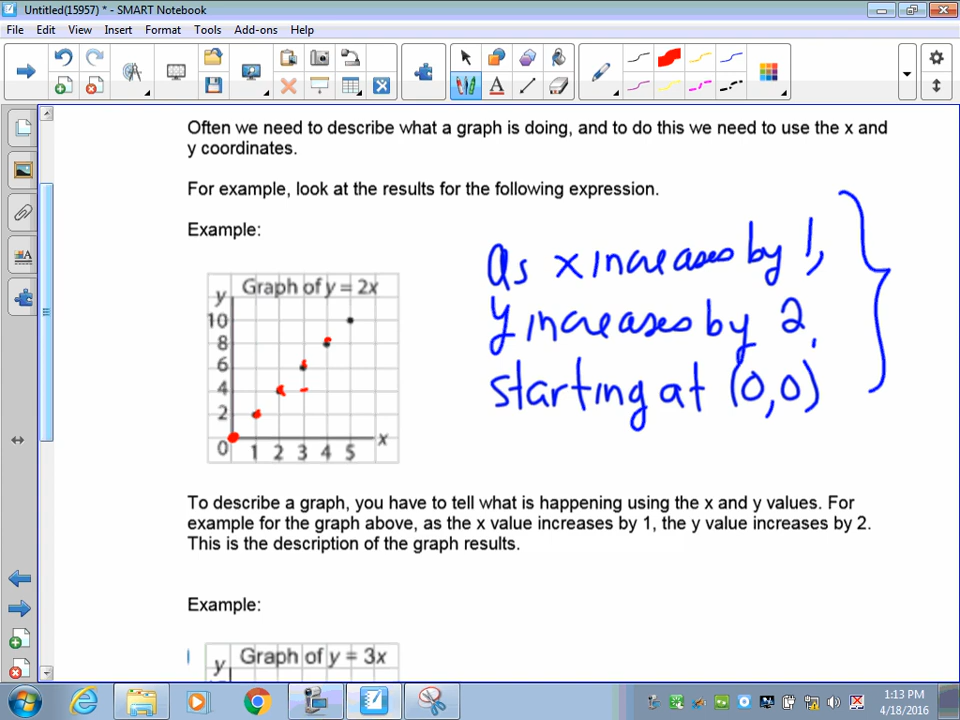 Untitled(15957) * - SMART Notebook
File Edit View Insert Format Tools Add-ons Help
Often we need to describe what a graph is doing, and to do this we need to use the x and
y coordinates.
For example, look at the results for the following expression.
Example:
Graph of y = 2x
y
10
8
6
4
2
0 1 2 3 4 5 x
As x increases by 1,
y increases by 2,
starting at (0,0)
To describe a graph, you have to tell what is happening using the x and y values. For
example for the graph above, as the x value increases by 1, the y value increases by 2.
This is the description of the graph results.
Example:
Graph of y = 3x
y
1:13 PM
4/18/2016